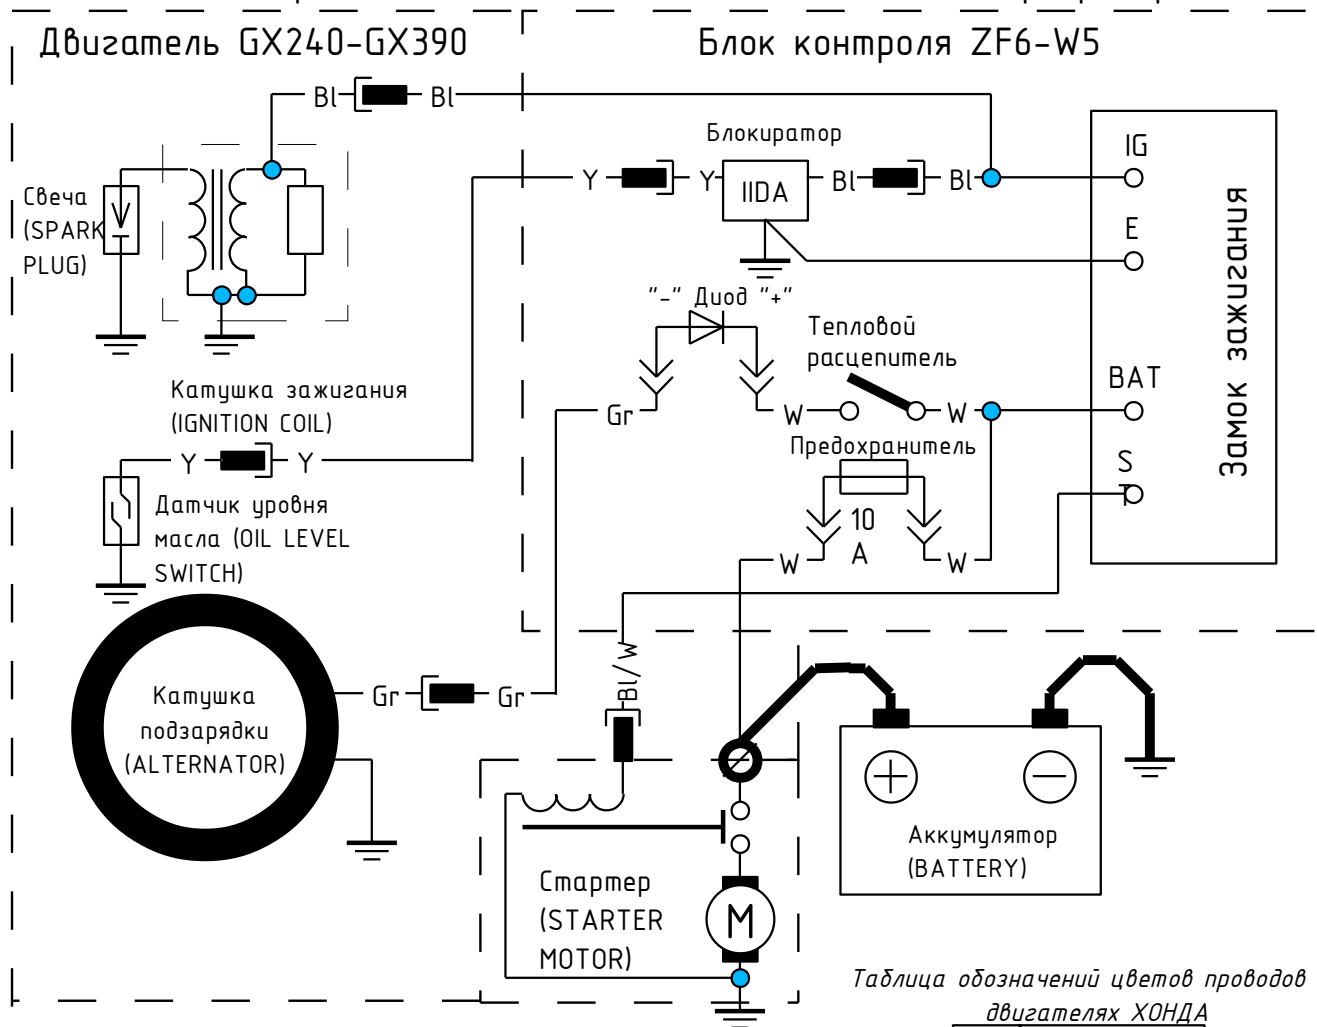 Двигатель GX240-GX390
Блок контроля ZF6-W5
Bl
Bl
Свеча
(SPARK
PLUG)
Y
Y
Блокиратор
IIDA
Bl
Bl
IG
E
"-" Диод "+"
Тепловой
расцепитель
BAT
Замок зажигания
Gr
W
W
Катушка зажигания
(IGNITION COIL)
Y
Y
Предохранитель
S
T
10
A
W
W
Датчик уровня
масла (OIL LEVEL
SWITCH)
Bl/W
Катушка
подзарядки
(ALTERNATOR)
Gr
Gr
+
−
Аккумулятор
(BATTERY)
Стартер
(STARTER
MOTOR)
M
Таблица обозначений цветов проводов
двигателях ХОНДА